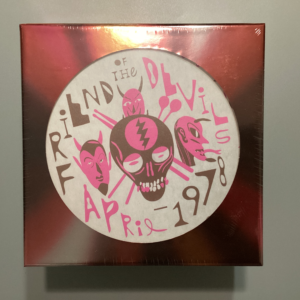 FRIEND
OF
THE
DEVILS
APRIL-1978